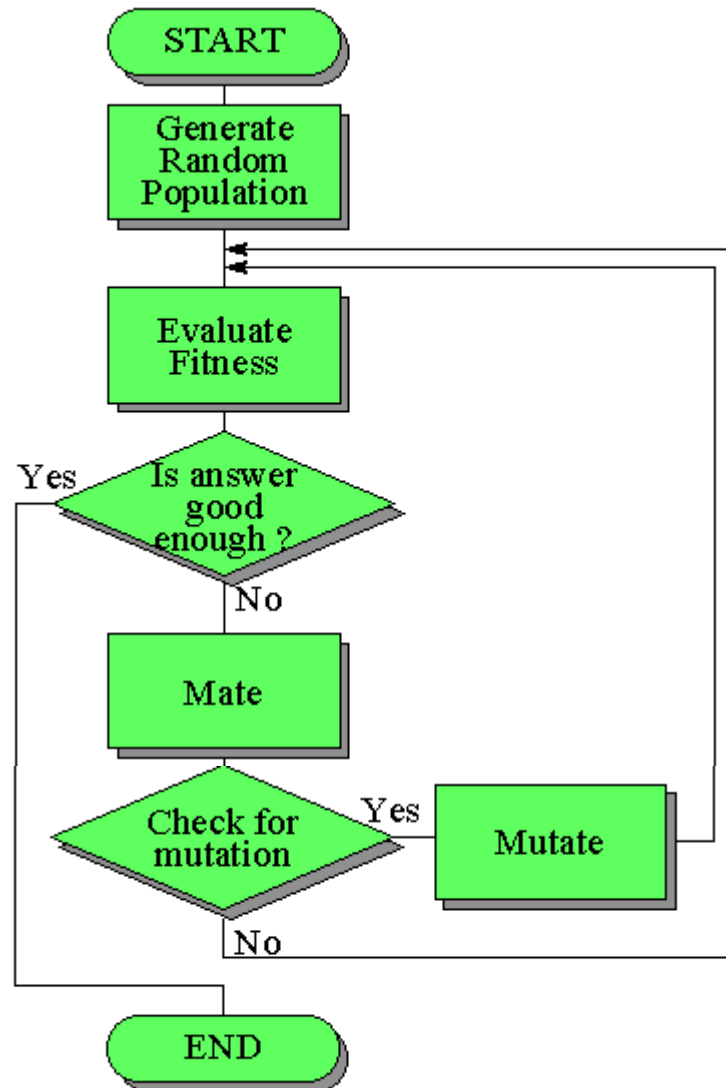 START
Generate
Random
Population
Evaluate
Fitness
Yes
Is answer
good
enough ?
No
Mate
Check for
mutation
Yes
Mutate
No
END